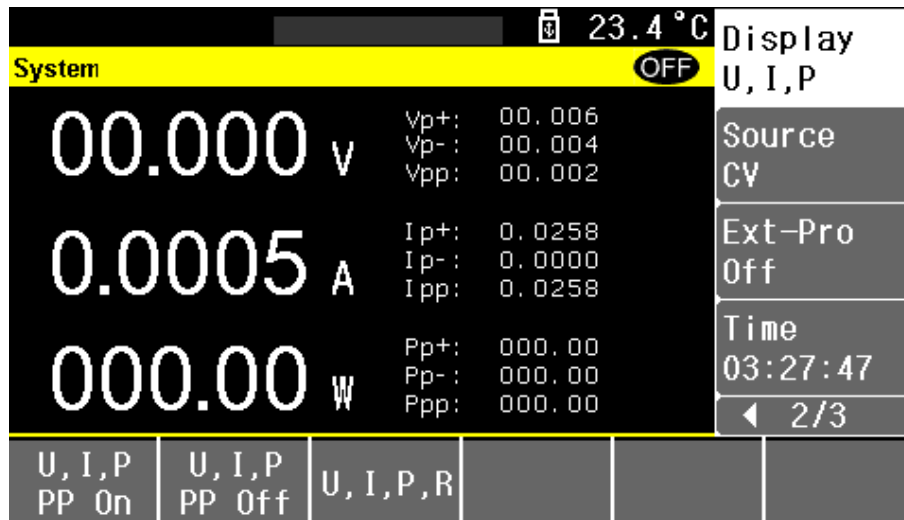 23.4°C
System
OFF
00.000 V
Vp+: 00.006
Vp-: 00.004
Vpp: 00.002
0.0005 A
Ip+: 0.0258
Ip-: 0.0000
Ipp: 0.0258
000.00 W
Pp+: 000.00
Pp-: 000.00
Ppp: 000.00
Display
U,I,P
Source
CV
Ext-Pro
Off
Time
03:27:47
2/3
U,I,P
PP On
U,I,P
PP Off
U,I,P,R